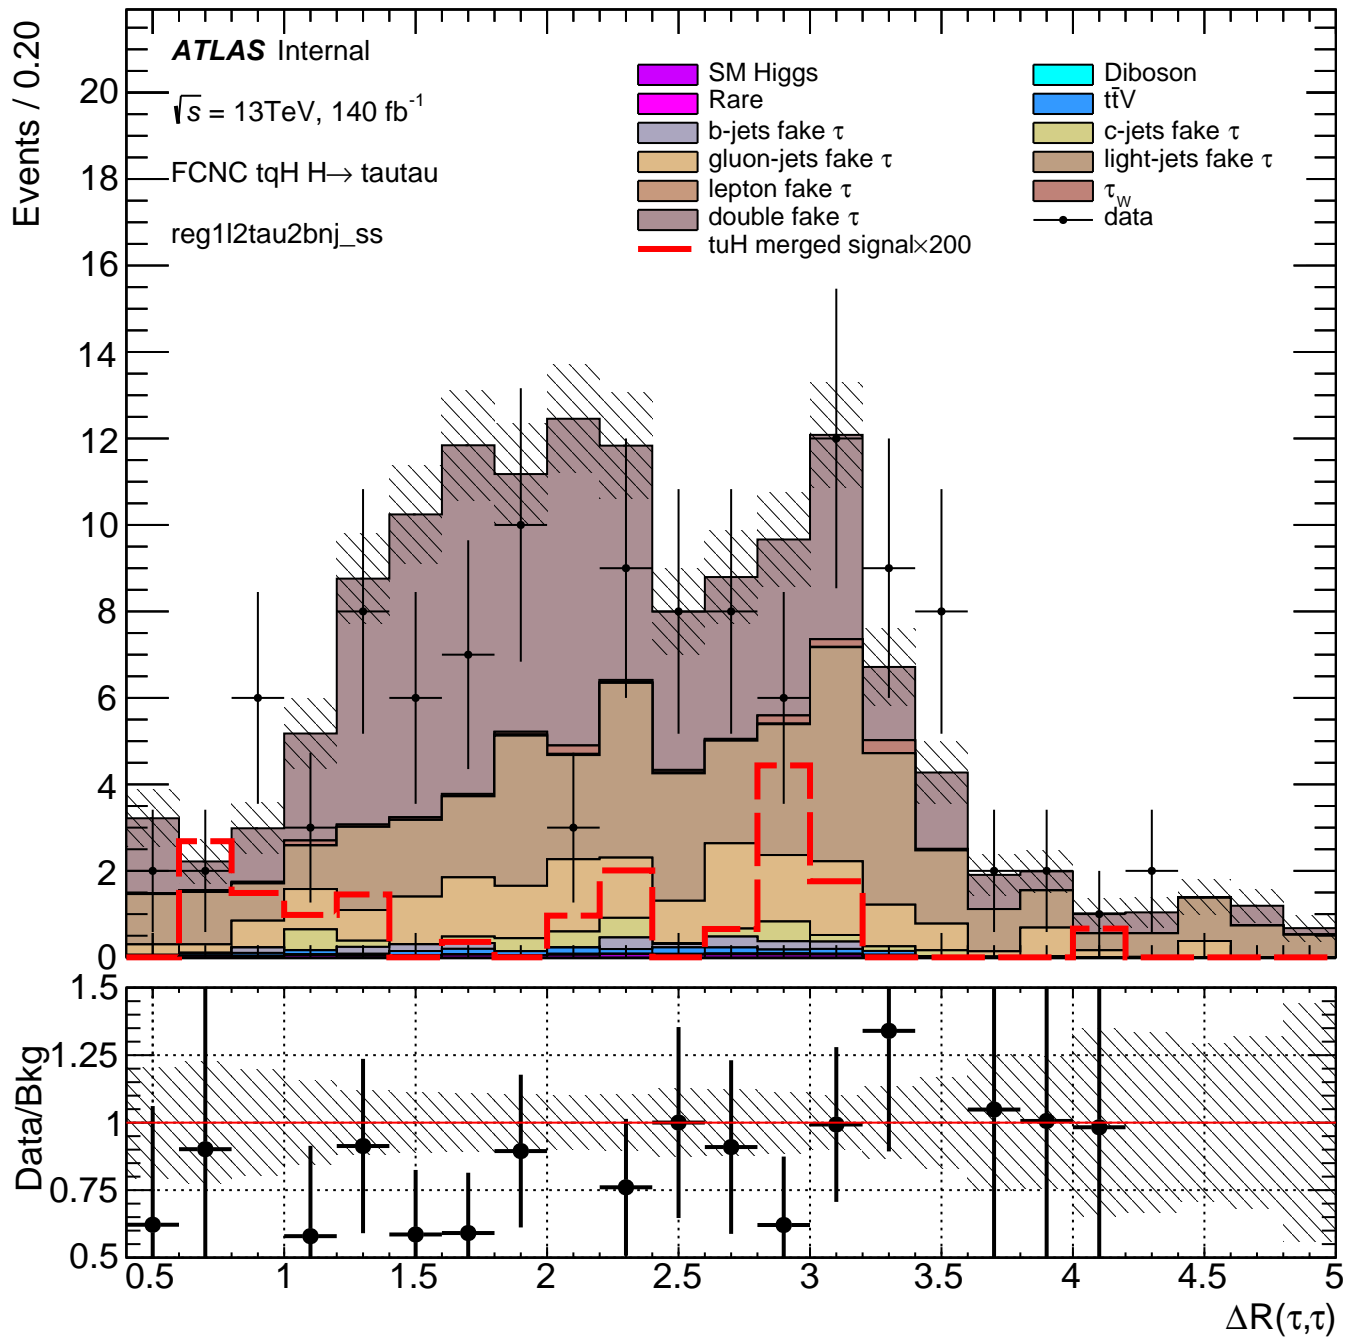 Events / 0.20
ATLAS Internal
√s = 13TeV, 140 fb⁻¹
FCNC tqH H→ tautau
reg1l2tau2bnj_ss
SM Higgs
Rare
b-jets fake τ
gluon-jets fake τ
lepton fake τ
double fake τ
tuH merged signal×200
Diboson
tt̄V
c-jets fake τ
light-jets fake τ
τ_W
data
20
18
16
14
12
10
8
6
4
2
0
Data/Bkg
1.5
1.25
1
0.75
0.5
0.5 1 1.5 2 2.5 3 3.5 4 4.5 5
ΔR(τ,τ)